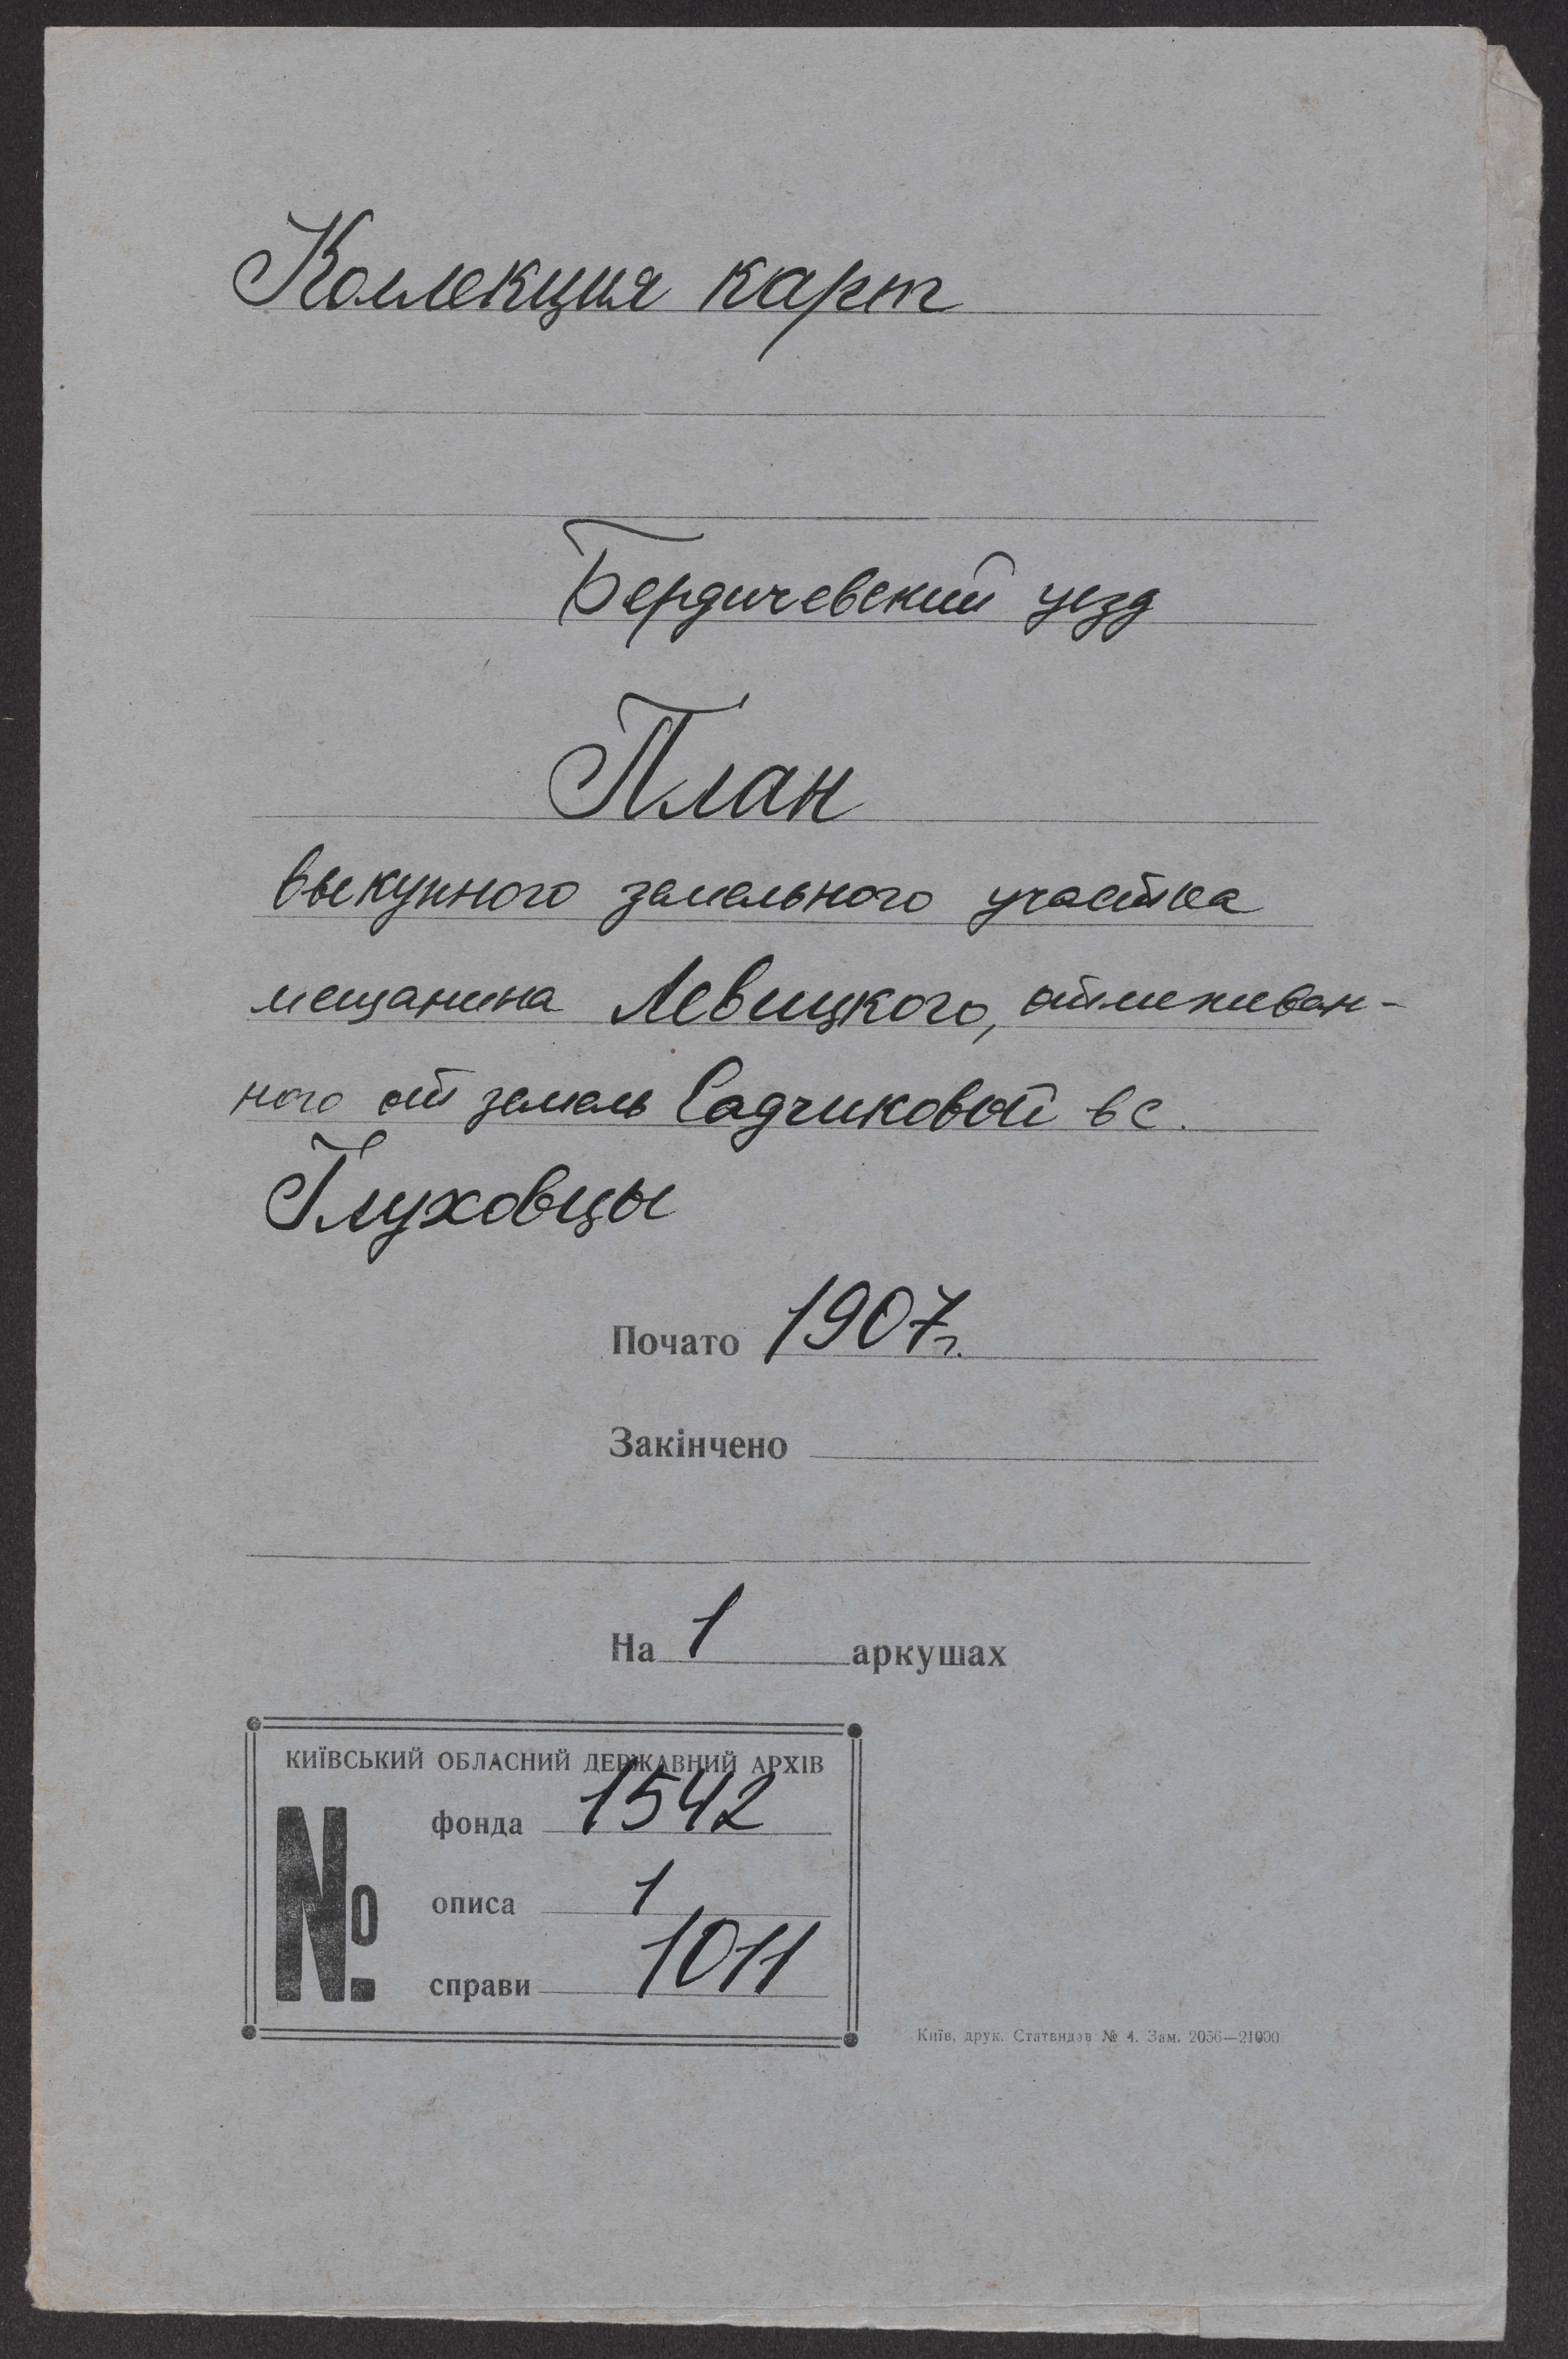 Коллекция карт
Бердичевский уезд
План
выкупного земельного участка
мещанина Левицкого, отмежеван-
ного от земель Садчиковой в с.
Глуховцы
Почато 1907 г.
Закінчено
На 1 аркушах
КИЇВСЬКИЙ ОБЛАСНИЙ ДЕРЖАВНИЙ АРХІВ
№
фонда 1542
описа 1
справи 1011
Київ, друк. Статвидав № 4. Зам. 2056—21000